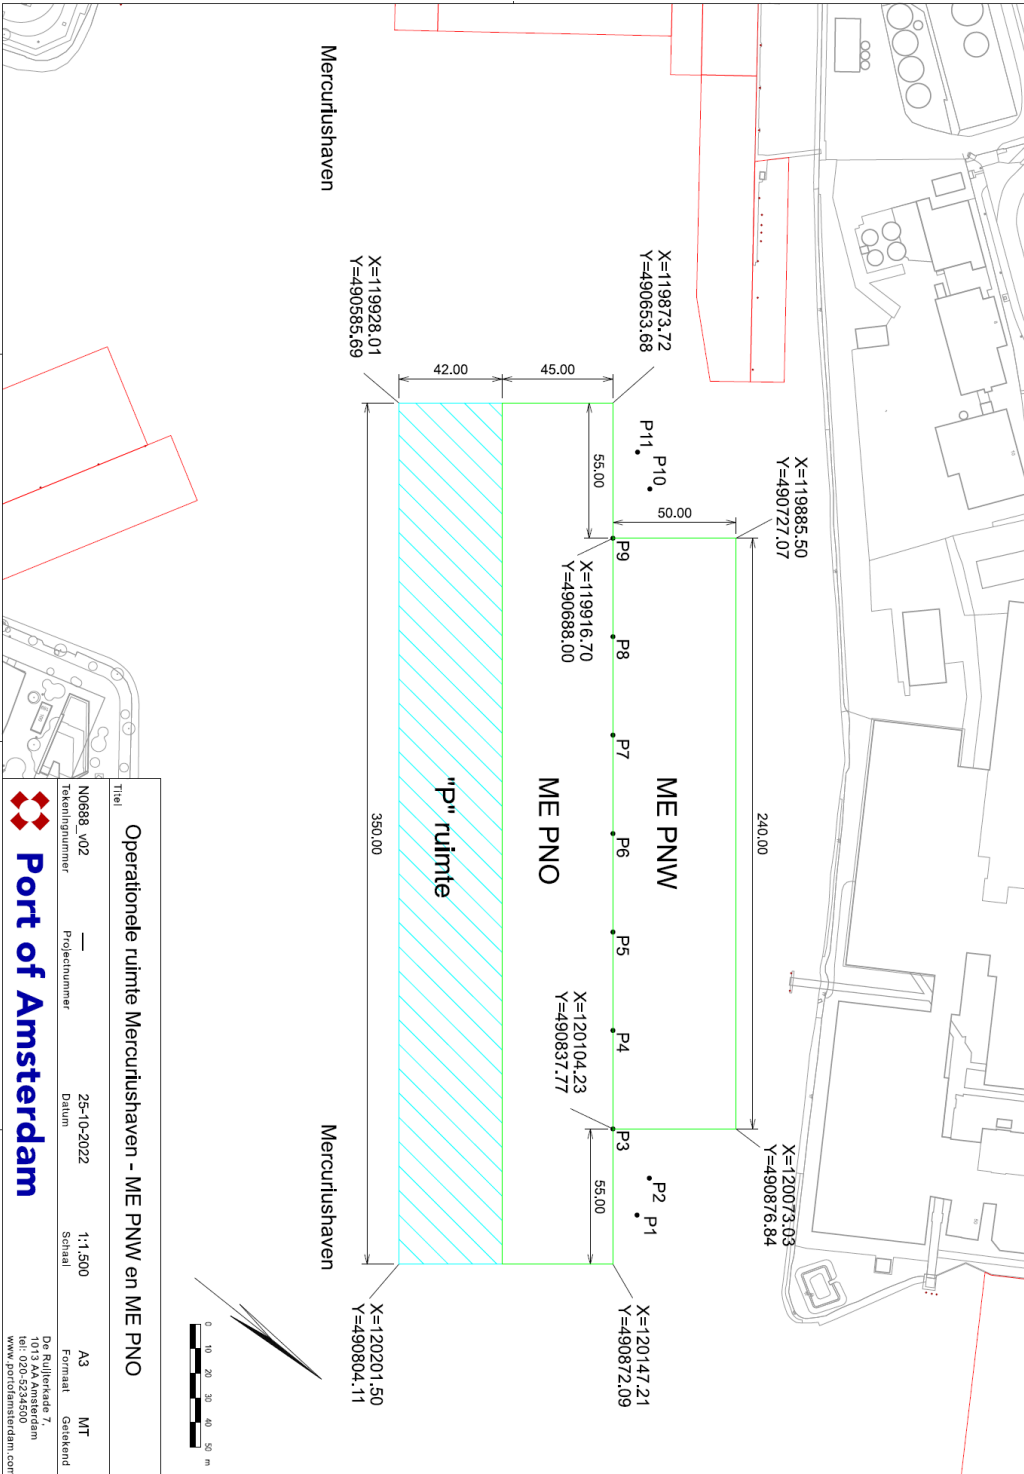 Mercuriushaven
X=119928.01
Y=490585.69
X=119873.72
Y=490653.68
X=119885.50
Y=490727.07
42.00
45.00
55.00
50.00
P11
P10
P9
X=119916.70
Y=490688.00
P8
P7
P6
P5
P4
P3
P2
P1
ME PNW
ME PNO
"P" ruimte
240.00
350.00
X=120104.23
Y=490837.77
55.00
X=120073.03
Y=490876.84
X=120147.21
Y=490872.09
X=120201.50
Y=490804.11
Mercuriushaven
0 10 20 30 40 50 m
Titel
Operationele ruimte Mercuriushaven - ME PNW en ME PNO
N0688_v02 — 25-10-2022 1:1.500 A3 MT
Tekeningnummer Projectnummer Datum Schaal Formaat Getekend
Port of Amsterdam
De Ruijterkade 7,
1013 AA Amsterdam
tel: 020-5234500
www.portofamsterdam.com